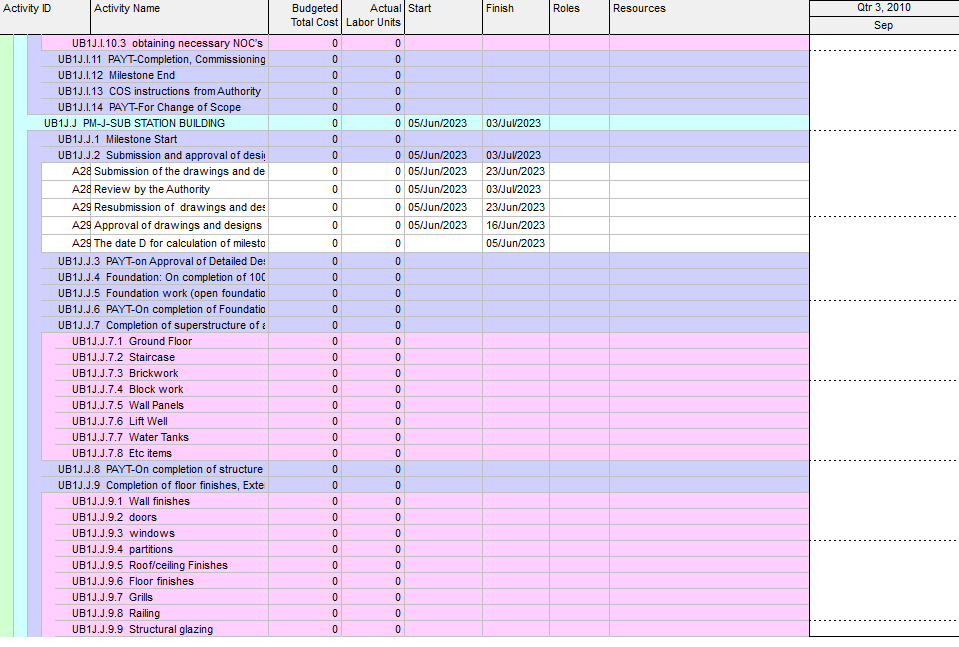 Activity ID Activity Name Budgeted Total Cost Actual Labor Units Start Finish Roles Resources Qtr 3, 2010
Sep
UB1J.I.10.3 obtaining necessary NOC's 0 0
UB1J.I.11 PAYT-Completion, Commissioning 0 0
UB1J.I.12 Milestone End 0 0
UB1J.I.13 COS instructions from Authority 0 0
UB1J.I.14 PAYT-For Change of Scope 0 0
UB1J.J PM-J-SUB STATION BUILDING 0 0 05/Jun/2023 03/Jul/2023
UB1J.J.1 Milestone Start 0 0
UB1J.J.2 Submission and approval of desi 0 0 05/Jun/2023 03/Jul/2023
A28 Submission of the drawings and de 0 0 05/Jun/2023 23/Jun/2023
A28 Review by the Authority 0 0 05/Jun/2023 03/Jul/2023
A29 Resubmission of drawings and des 0 0 05/Jun/2023 23/Jun/2023
A29 Approval of drawings and designs 0 0 05/Jun/2023 16/Jun/2023
A29 The date D for calculation of milesto 0 0 05/Jun/2023
UB1J.J.3 PAYT-on Approval of Detailed Des 0 0
UB1J.J.4 Foundation: On completion of 100 0 0
UB1J.J.5 Foundation work (open foundatio 0 0
UB1J.J.6 PAYT-On completion of Foundatio 0 0
UB1J.J.7 Completion of superstructure of a 0 0
UB1J.J.7.1 Ground Floor 0 0
UB1J.J.7.2 Staircase 0 0
UB1J.J.7.3 Brickwork 0 0
UB1J.J.7.4 Block work 0 0
UB1J.J.7.5 Wall Panels 0 0
UB1J.J.7.6 Lift Well 0 0
UB1J.J.7.7 Water Tanks 0 0
UB1J.J.7.8 Etc items 0 0
UB1J.J.8 PAYT-On completion of structure 0 0
UB1J.J.9 Completion of floor finishes, Exte 0 0
UB1J.J.9.1 Wall finishes 0 0
UB1J.J.9.2 doors 0 0
UB1J.J.9.3 windows 0 0
UB1J.J.9.4 partitions 0 0
UB1J.J.9.5 Roof/ceiling Finishes 0 0
UB1J.J.9.6 Floor finishes 0 0
UB1J.J.9.7 Grills 0 0
UB1J.J.9.8 Railing 0 0
UB1J.J.9.9 Structural glazing 0 0